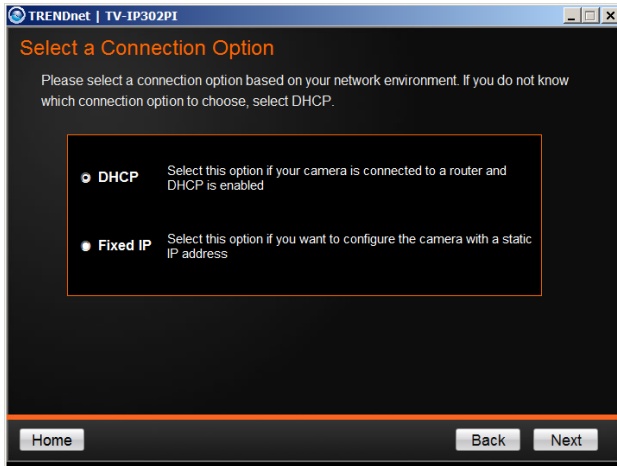 TRENDnet | TV-IP302PI
Select a Connection Option
Please select a connection option based on your network environment. If you do not know
which connection option to choose, select DHCP.
DHCP
Select this option if your camera is connected to a router and
DHCP is enabled
Fixed IP
Select this option if you want to configure the camera with a static
IP address
Home
Back
Next